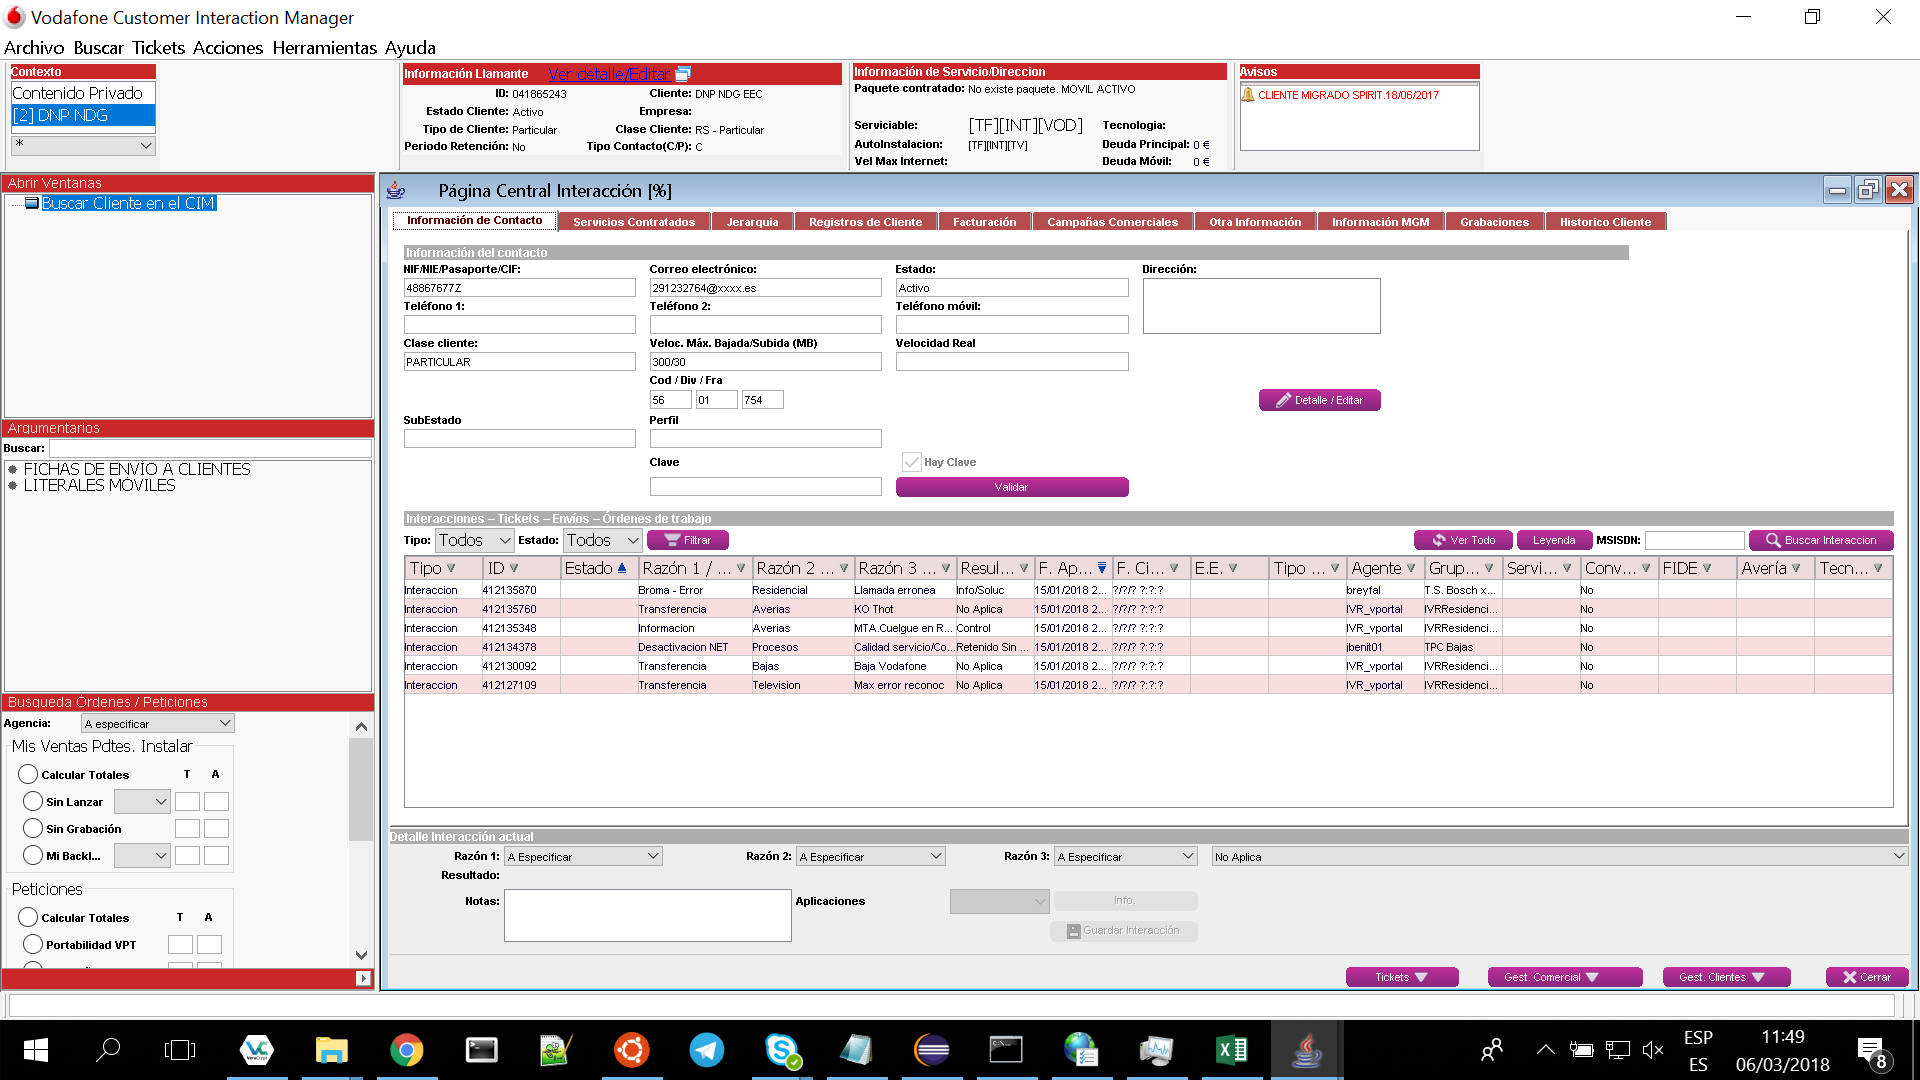 Vodafone Customer Interaction Manager
Archivo Buscar Tickets Acciones Herramientas Ayuda
Contexto
Contenido Privado
[2] DNP NDG
*
Información Llamante Ver detalle/Editar
ID: 041865243 Cliente: DNP NDG EEC
Estado Cliente: Activo Empresa:
Tipo de Cliente: Particular Clase Cliente: RS - Particular
Periodo Retención: No Tipo Contacto(C/P): C
Información de Servicio/Direccion
Paquete contratado: No existe paquete. MOVIL ACTIVO
Serviciable: [TF][INT][VOD] Tecnologia:
AutoInstalacion: [TF][INT][TV] Deuda Principal: 0 €
Vel Max Internet: Deuda Móvil: 0 €
Avisos
CLIENTE MIGRADO SPIRIT.18/06/2017
Abrir Ventanas
Buscar Cliente en el CIM
Argumentarios
Buscar:
FICHAS DE ENVÍO A CLIENTES
LITERALES MÓVILES
Busqueda Órdenes / Peticiones
Agencia: A especificar
Mis Ventas Pdtes. Instalar
Calcular Totales T A
Sin Lanzar
Sin Grabación
Mi Backl...
Peticiones
Calcular Totales T A
Portabilidad VPT
Página Central Interacción [%]
Información de Contacto Servicios Contratados Jerarquia Registros de Cliente Facturación Campañas Comerciales Otra Información Información MGM Grabaciones Historico Cliente
Información del contacto
NIF/NIE/Pasaporte/CIF: Correo electrónico: Estado: Dirección:
48867677Z 291232764@xxxx.es Activo
Teléfono 1: Teléfono 2: Teléfono móvil:
Clase cliente: Veloc. Máx. Bajada/Subida (MB) Velocidad Real
PARTICULAR 300/30
Cod / Div / Fra
56 01 754 Detalle / Editar
SubEstado Perfil
Clave Hay Clave
Validar
Interacciones – Tickets – Envíos – Órdenes de trabajo
Tipo: Todos Estado: Todos Filtrar Ver Todo Leyenda MSISDN: Buscar Interaccion
Tipo ID Estado Razón 1 / ... Razón 2 ... Razón 3 ... Resul... F. Ap... F. Ci... E.E. Tipo ... Agente Grup... Servi... Conv... FIDE Avería Tecn...
Interaccion 412135870 Broma - Error Residencial Llamada erronea Info/Soluc 15/01/2018 2... ?/?/? ?:?:? breyfal T.S. Bosch x... No
Interaccion 412135760 Transferencia Averias KO Thot No Aplica 15/01/2018 2... ?/?/? ?:?:? IVR_vportal IVRResidenci... No
Interaccion 412135348 Informacion Averias MTA.Cuelgue en R... Control 15/01/2018 2... ?/?/? ?:?:? IVR_vportal IVRResidenci... No
Interaccion 412134378 Desactivacion NET Procesos Calidad servicio/Co... Retenido Sin ... 15/01/2018 2... ?/?/? ?:?:? jbenit01 TPC Bajas No
Interaccion 412130092 Transferencia Bajas Baja Vodafone No Aplica 15/01/2018 2... ?/?/? ?:?:? IVR_vportal IVRResidenci... No
Interaccion 412127109 Transferencia Television Max error reconoc No Aplica 15/01/2018 2... ?/?/? ?:?:? IVR_vportal IVRResidenci... No
Detalle Interacción actual
Razón 1: A Especificar Razón 2: A Especificar Razón 3: A Especificar No Aplica
Resultado:
Notas: Aplicaciones Info.
Guardar Interacción
Tickets Gest. Comercial Gest. Clientes Cerrar
ESP
ES
11:49
06/03/2018
8